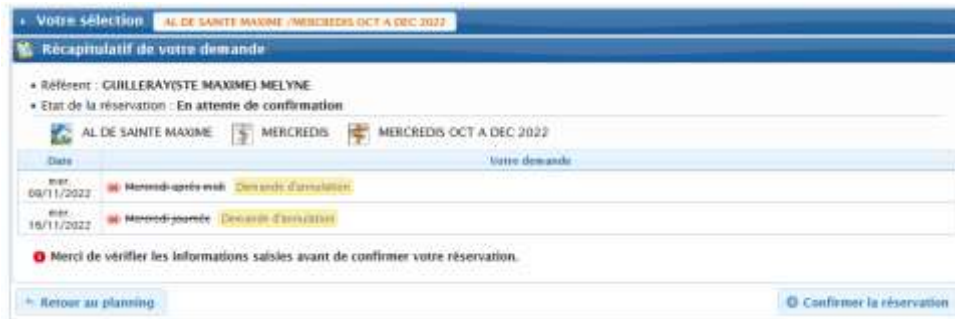 Votre sélection AL DE SAINTE MAXIME /MERCREDIS OCT A DEC 2022
Récapitulatif de votre demande
• Référent : GUILLERAY(STE MAXIME) MELYNE
• Etat de la réservation : En attente de confirmation
AL DE SAINTE MAXIME MERCREDIS MERCREDIS OCT A DEC 2022
Date Votre demande
mer.
09/11/2022 Mercredi après-midi Demande d'annulation
mer.
16/11/2022 Mercredi journée Demande d'annulation
Merci de vérifier les informations saisies avant de confirmer votre réservation.
Retour au planning Confirmer la réservation